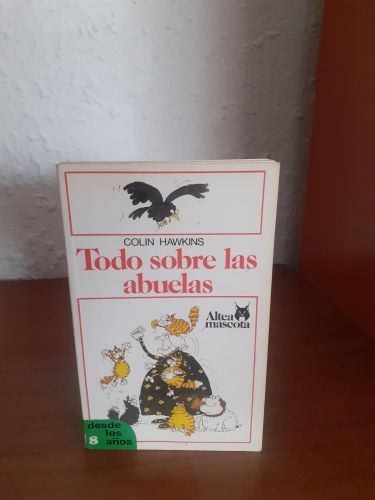 COLIN HAWKINS
Todo sobre las
abuelas
Altea
mascota
desde
los
8 años